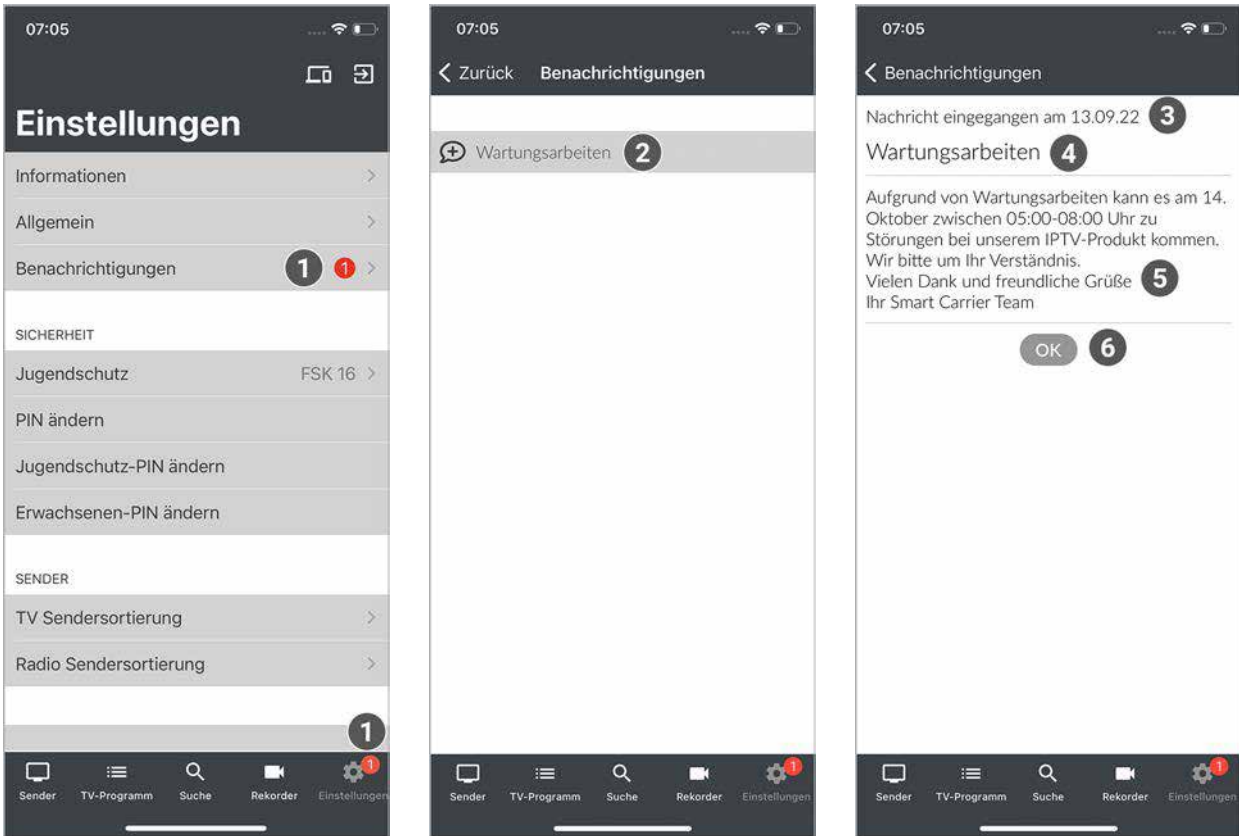 07:05
Einstellungen
Informationen
Allgemein
Benachrichtigungen 1 1
SICHERHEIT
Jugendschutz FSK 16
PIN ändern
Jugendschutz-PIN ändern
Erwachsenen-PIN ändern
SENDER
TV Sendersortierung
Radio Sendersortierung
1
1
Sender TV-Programm Suche Rekorder Einstellungen
07:05
Zurück Benachrichtigungen
Wartungsarbeiten 2
1
Sender TV-Programm Suche Rekorder Einstellungen
07:05
Benachrichtigungen
Nachricht eingegangen am 13.09.22 3
Wartungsarbeiten 4
Aufgrund von Wartungsarbeiten kann es am 14.
Oktober zwischen 05:00-08:00 Uhr zu
Störungen bei unserem IPTV-Produkt kommen.
Wir bitte um Ihr Verständnis.
Vielen Dank und freundliche Grüße 5
Ihr Smart Carrier Team
OK 6
1
Sender TV-Programm Suche Rekorder Einstellungen